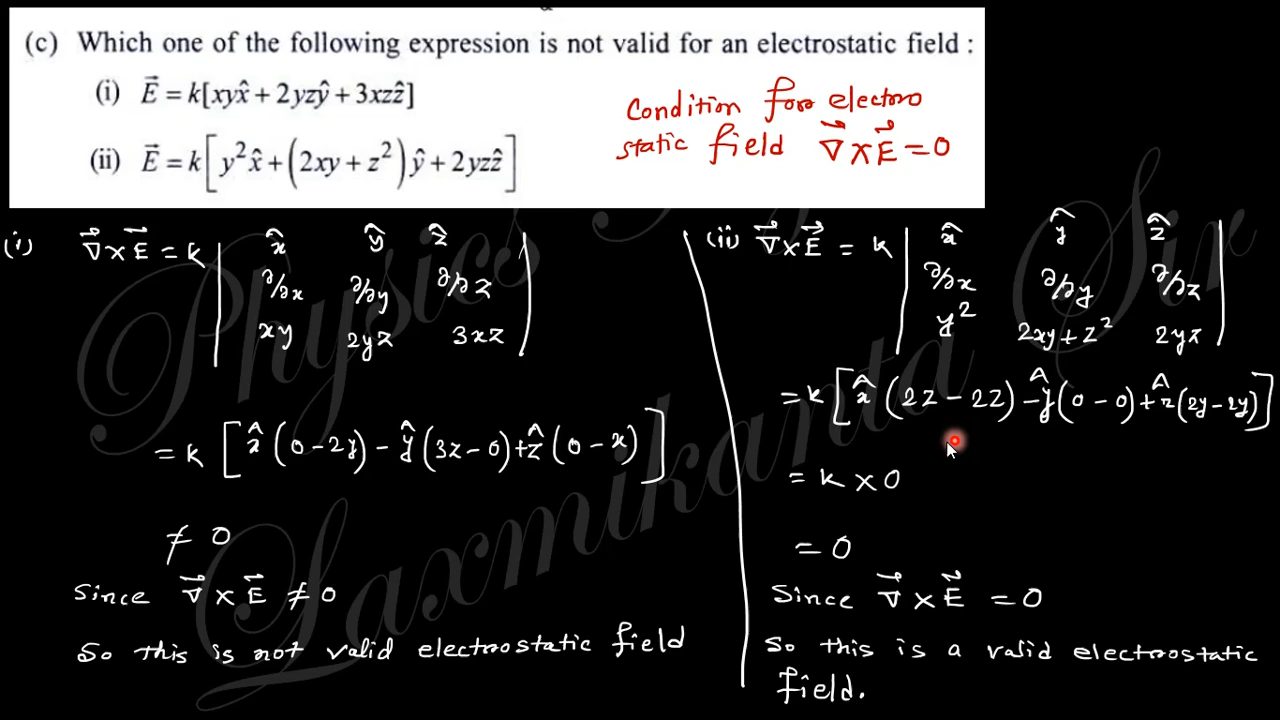 (c) Which one of the following expression is not valid for an electrostatic field :
(i) E⃗ = k[xyx̂ + 2yzŷ + 3xzẑ]
(ii) E⃗ = k[y²x̂ + (2xy + z²)ŷ + 2yzẑ]
Condition for electro
static field ∇⃗ × E⃗ = 0
(i) ∇⃗ × E⃗ = k | x̂ ŷ ẑ |
| ∂/∂x ∂/∂y ∂/∂z |
| xy 2yz 3xz |
= k [ x̂ (0 – 2y) – ŷ (3z – 0) + ẑ (0 – x) ]
≠ 0
Since ∇⃗ × E⃗ ≠ 0
So this is not valid electrostatic field
(ii) ∇⃗ × E⃗ = k | x̂ ŷ ẑ |
| ∂/∂x ∂/∂y ∂/∂z |
| y² 2xy + z² 2yz |
= k [ x̂ (2z – 2z) – ŷ (0 – 0) + ẑ (2y – 2y) ]
= k × 0
= 0
Since ∇⃗ × E⃗ = 0
So this is a valid electrostatic
field.
Physics
Laxmikanta Sir